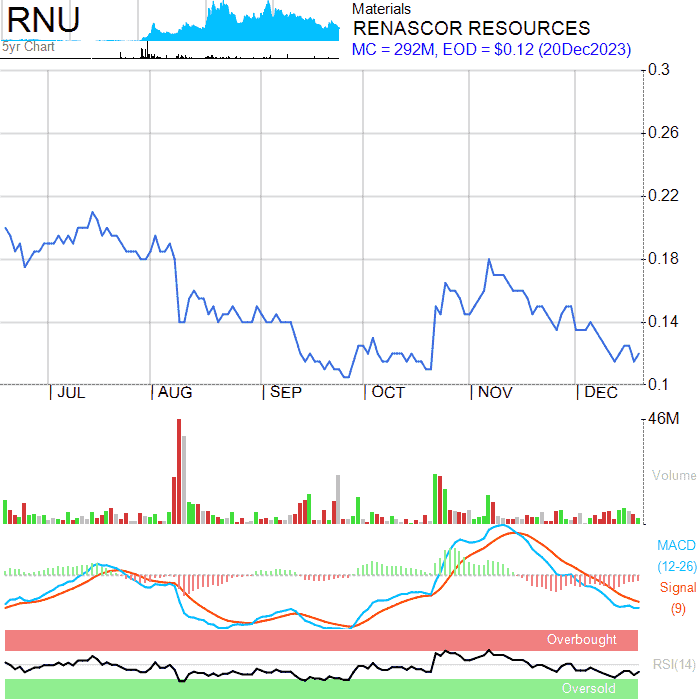 RNU
5yr Chart
Materials
RENASCOR RESOURCES
MC = 292M, EOD = $0.12 (20Dec2023)
0.3
0.26
0.22
0.18
0.14
0.1
JUL AUG SEP OCT NOV DEC
46M
Volume
MACD
(12-26)
Signal
(9)
Overbought
RSI(14)
Oversold